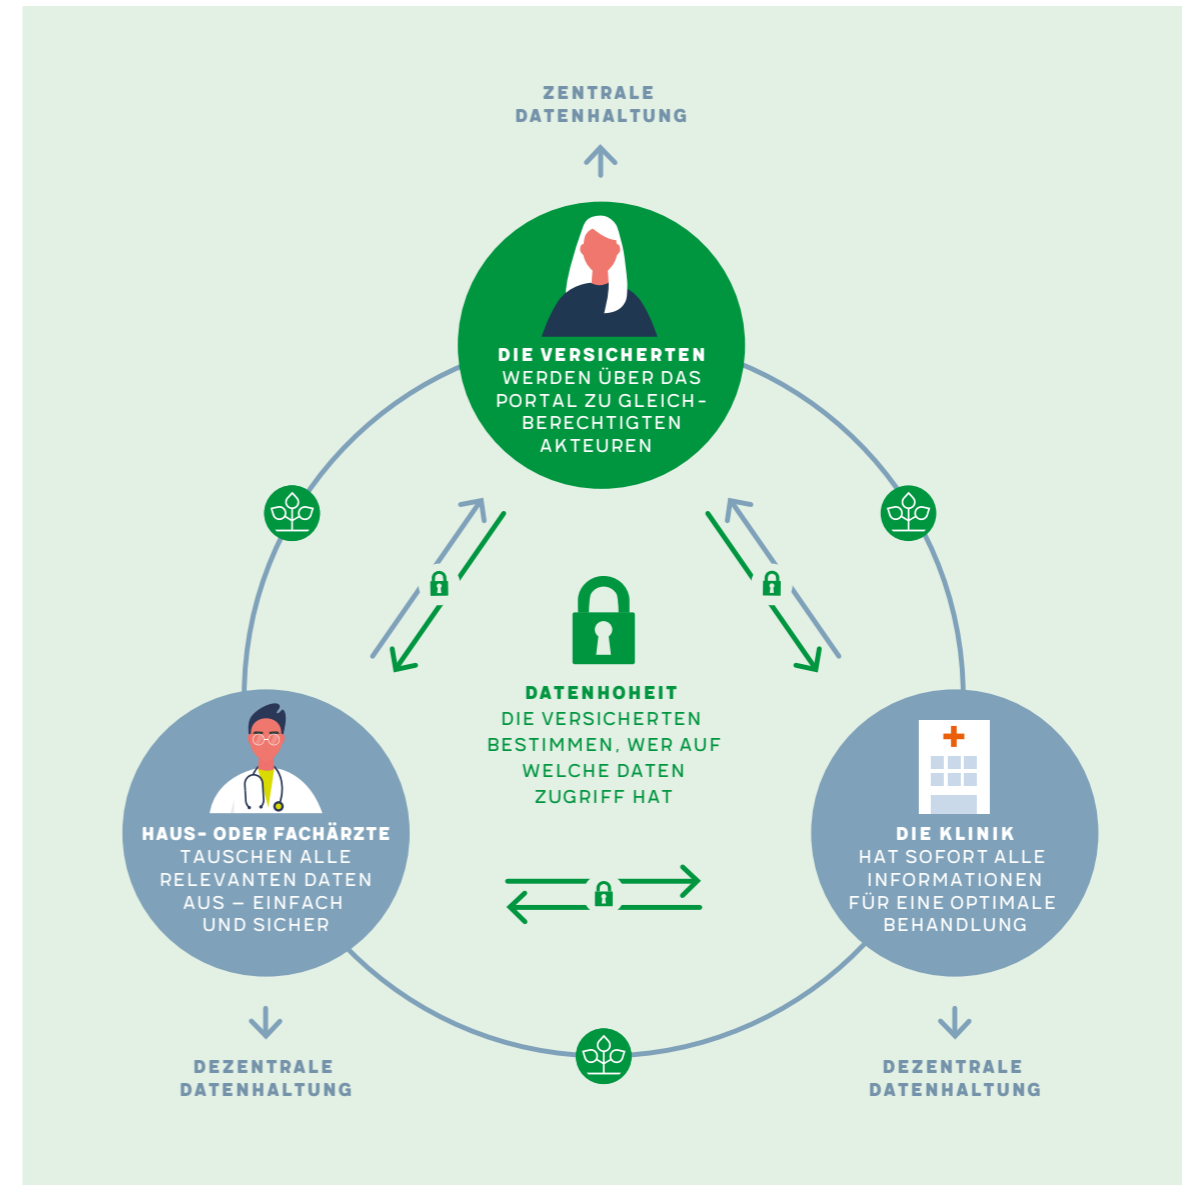 ZENTRALE
DATENHALTUNG
DIE VERSICHERTEN
WERDEN ÜBER DAS
PORTAL ZU GLEICH-
BERECHTIGTEN
AKTEUREN
DATENHOHEIT
DIE VERSICHERTEN
BESTIMMEN, WER AUF
WELCHE DATEN
ZUGRIFF HAT
HAUS- ODER FACHÄRZTE
TAUSCHEN ALLE
RELEVANTEN DATEN
AUS – EINFACH
UND SICHER
DIE KLINIK
HAT SOFORT ALLE
INFORMATIONEN
FÜR EINE OPTIMALE
BEHANDLUNG
DEZENTRALE
DATENHALTUNG
DEZENTRALE
DATENHALTUNG